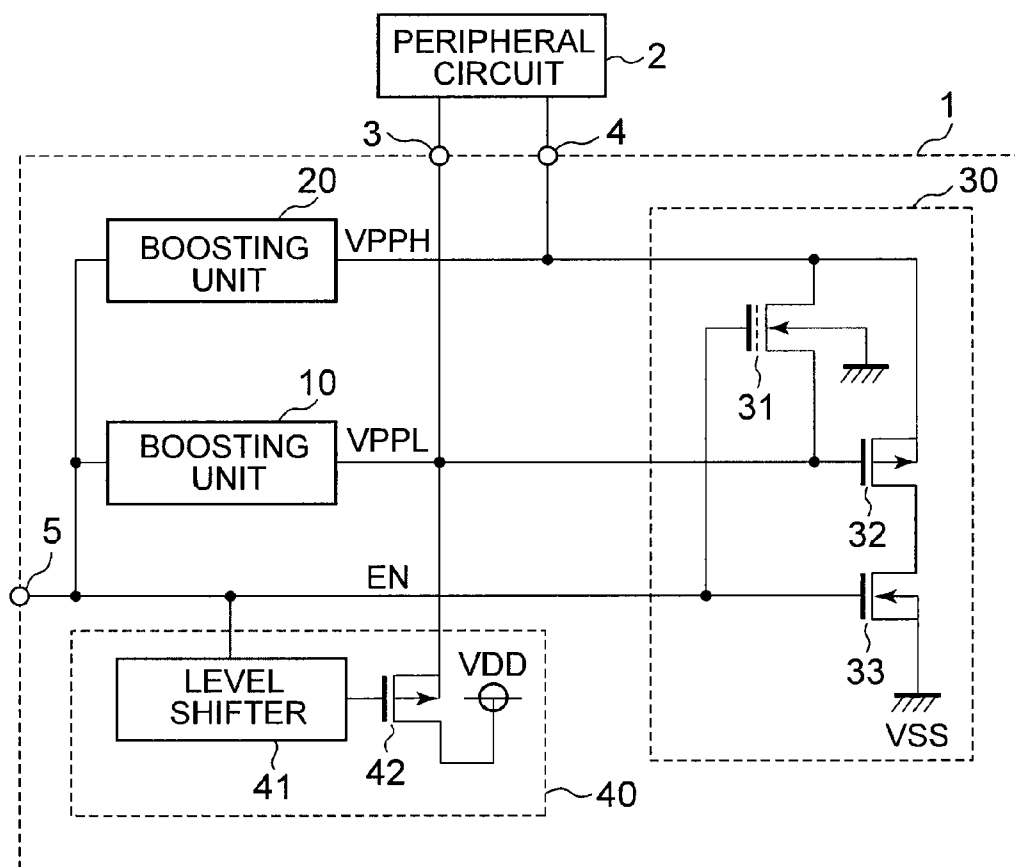 PERIPHERAL
CIRCUIT
2
3
4
1
20
30
BOOSTING
UNIT
VPPH
31
10
BOOSTING
UNIT
VPPL
32
5
EN
33
LEVEL
SHIFTER
VDD
VSS
41
42
40